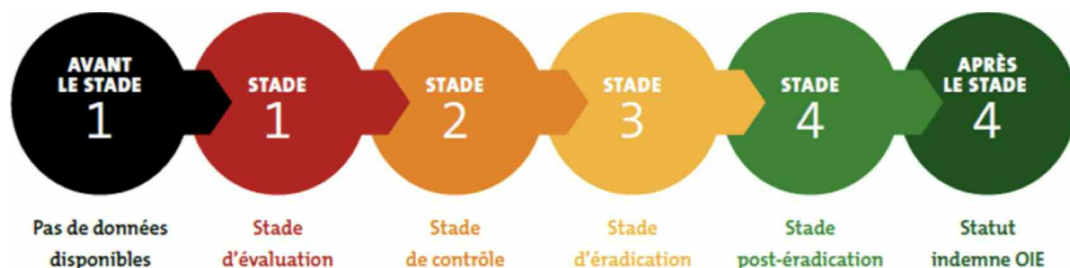 AVANT
LE STADE
1
STADE
1
STADE
2
STADE
3
STADE
4
APRÈS
LE STADE
4
Pas de données
disponibles
Stade
d'évaluation
Stade
de contrôle
Stade
d'éradication
Stade
post-éradication
Statut
indemne OIE